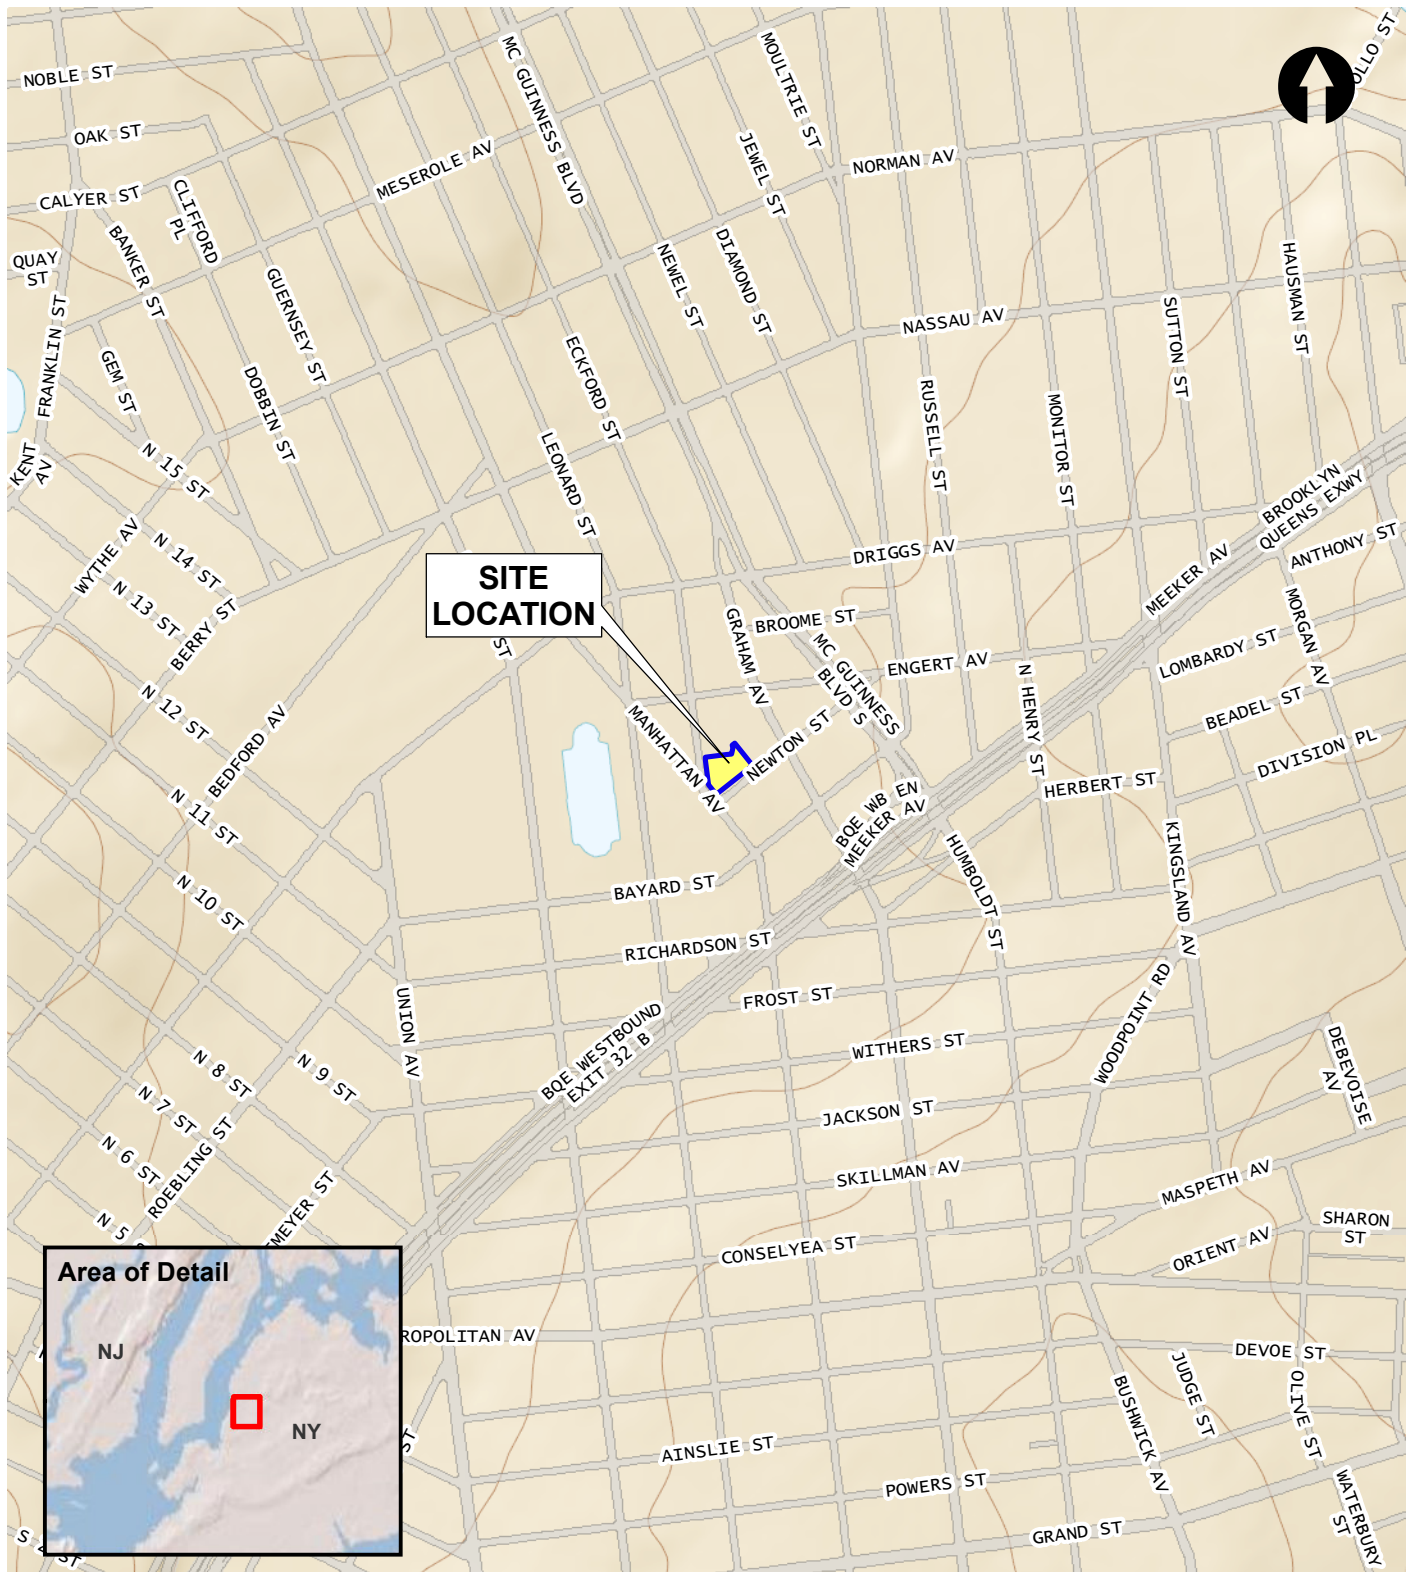 NOBLE ST
OAK ST
CALYER ST
QUAY
ST
CLIFFORD
PL
BANKER ST
FRANKLIN ST
GEM ST
GUERNSEY ST
DOBBIN ST
MESEROLE AV
MC GUINNESS BLVD
MOULTRIE ST
JEWEL ST
NORMAN AV
NEWEL ST
DIAMOND ST
NASSAU AV
HAUSMAN ST
SUTTON ST
ECKFORD ST
LEONARD ST
RUSSELL ST
MONITOR ST
KENT
AV
N 15 ST
WYTHE AV
N 14 ST
N 13 ST
BERRY ST
N 12 ST
BEDFORD AV
N 11 ST
N 10 ST
SITE
LOCATION
ST
DRIGGS AV
BROOKLYN
QUEENS EXWY
ANTHONY ST
MEEKER AV
GRAHAM AV
BROOME ST
MC GUINNESS
BLVD S
ENGERT AV
N HENRY ST
LOMBARDY ST
MORGAN AV
BEADEL ST
DIVISION PL
MANHATTAN AV
NEWTON ST
BQE WB EN
MEEKER AV
HERBERT ST
HUMBOLDT ST
KINGSLAND AV
BAYARD ST
RICHARDSON ST
FROST ST
WITHERS ST
WOODPOINT RD
DEBEVOISE
AV
UNION AV
BQE WESTBOUND
EXIT 32 B
N 9 ST
N 8 ST
N 7 ST
N 6 ST
N 5
ROEBLING ST
EMEYER ST
JACKSON ST
SKILLMAN AV
MASPETH AV
CONSELYEA ST
ORIENT AV
SHARON
ST
ROPOLITAN AV
DEVOE ST
JUDGE ST
OLIVE ST
BUSHWICK AV
AINSLIE ST
POWERS ST
GRAND ST
WATERBURY
ST
ST
Area of Detail
NJ
NY